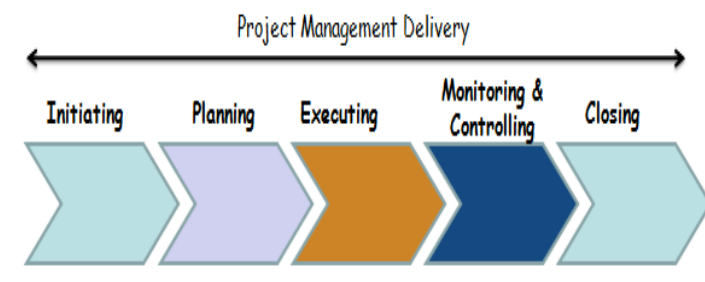 Project Management Delivery
Initiating
Planning
Executing
Monitoring &
Controlling
Closing